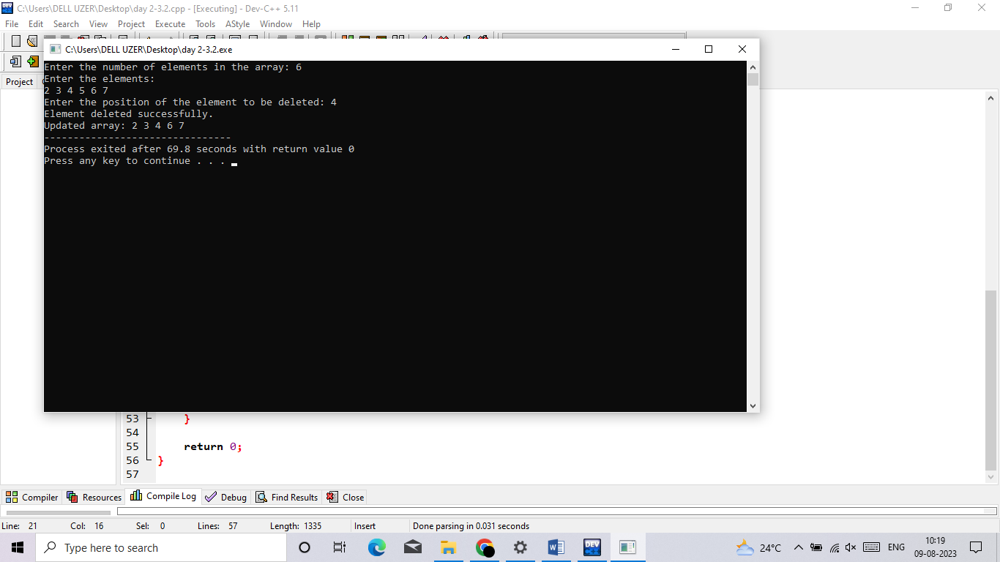 C:\Users\DELL UZER\Desktop\day 2-3.2.cpp - [Executing] - Dev-C++ 5.11
File Edit Search View Project Execute Tools AStyle Window Help
C:\Users\DELL UZER\Desktop\day 2-3.2.exe
Project
Enter the number of elements in the array: 6
Enter the elements:
2 3 4 5 6 7
Enter the position of the element to be deleted: 4
Element deleted successfully.
Updated array: 2 3 4 6 7
--------------------------------
Process exited after 69.8 seconds with return value 0
Press any key to continue . . .
53 }
54
55 return 0;
56 }
57
Compiler Resources Compile Log Debug Find Results Close
Line: 21 Col: 16 Sel: 0 Lines: 57 Length: 1335 Insert Done parsing in 0.031 seconds
Type here to search
DEV
24°C ENG
10:19
09-08-2023